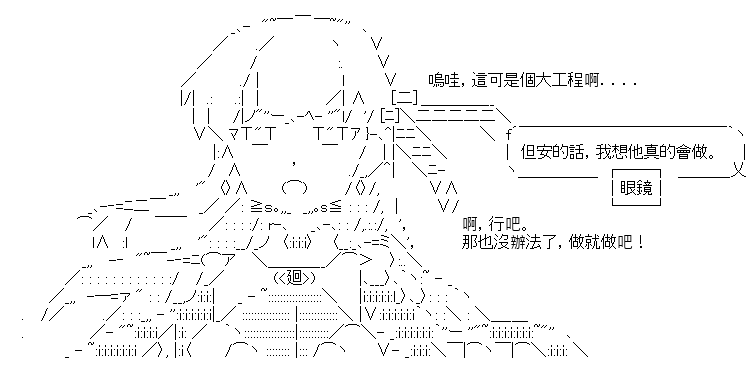 嗚哇，這可是個大工程啊．．．．
但安的話，我想他真的會做。
眼鏡
啊，行吧。
那也沒辦法了，做就做吧！